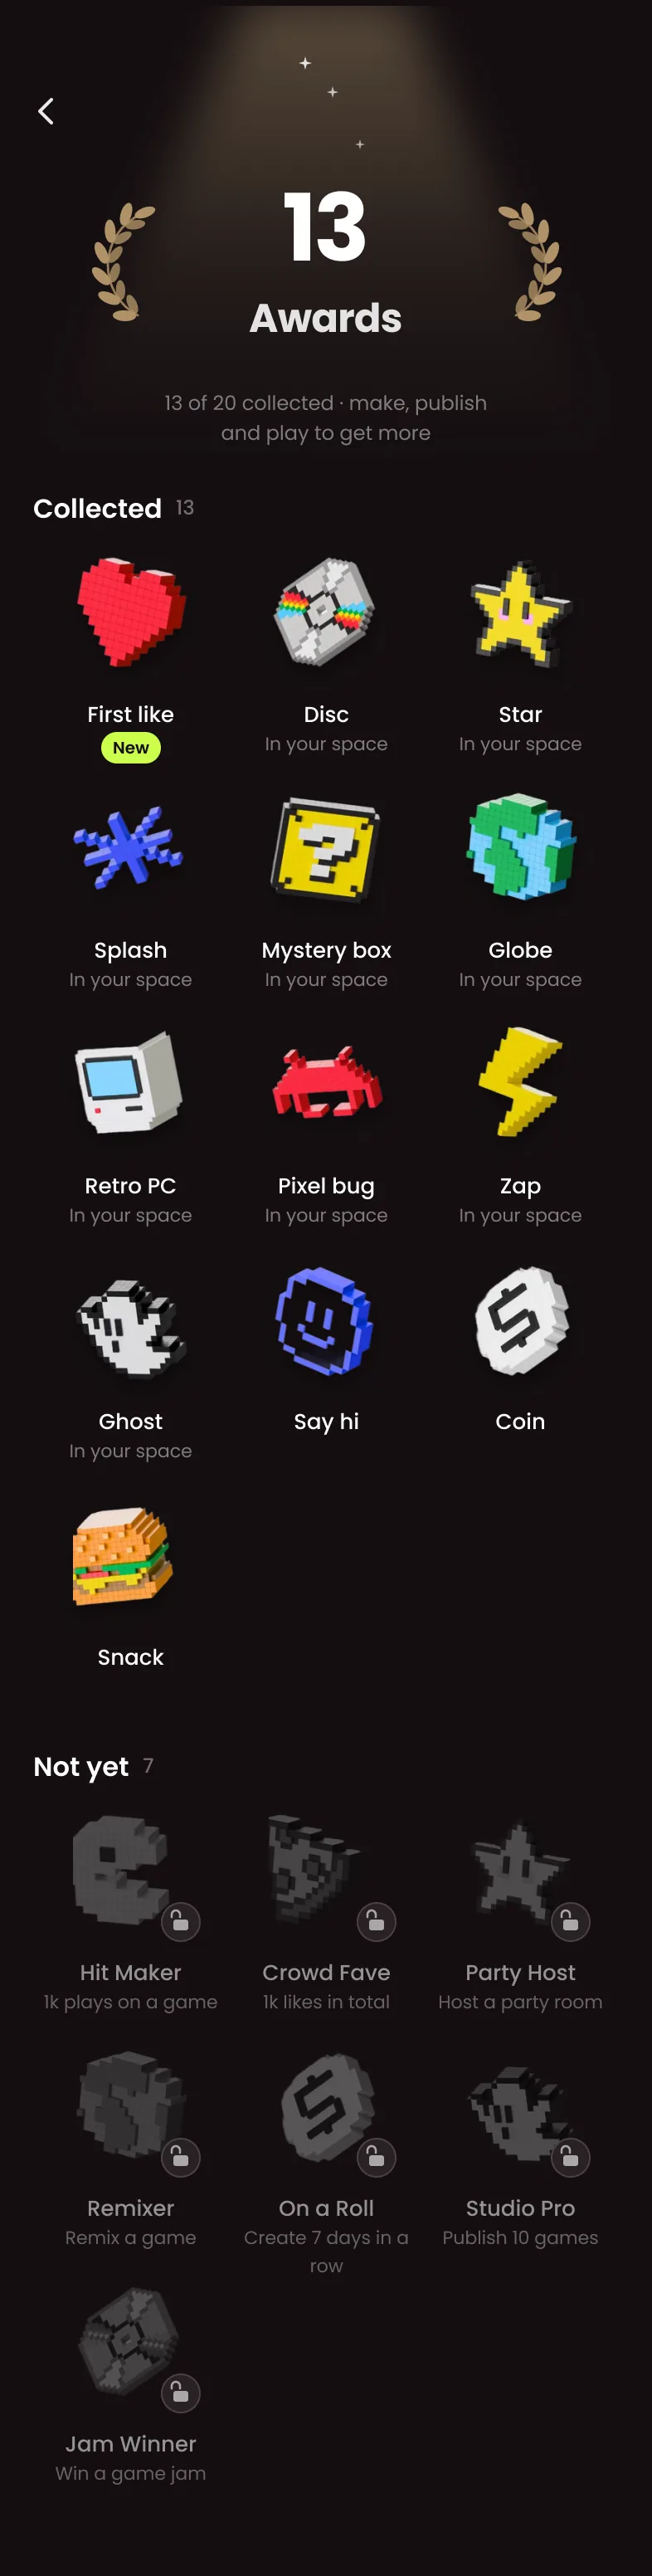 13
Awards
13 of 20 collected · make, publish
and play to get more
Collected 13
First like
New
Disc
In your space
Star
In your space
Splash
In your space
Mystery box
In your space
Globe
In your space
Retro PC
In your space
Pixel bug
In your space
Zap
In your space
Ghost
In your space
Say hi
Coin
Snack
Not yet 7
Hit Maker
1k plays on a game
Crowd Fave
1k likes in total
Party Host
Host a party room
Remixer
Remix a game
On a Roll
Create 7 days in a
row
Studio Pro
Publish 10 games
Jam Winner
Win a game jam